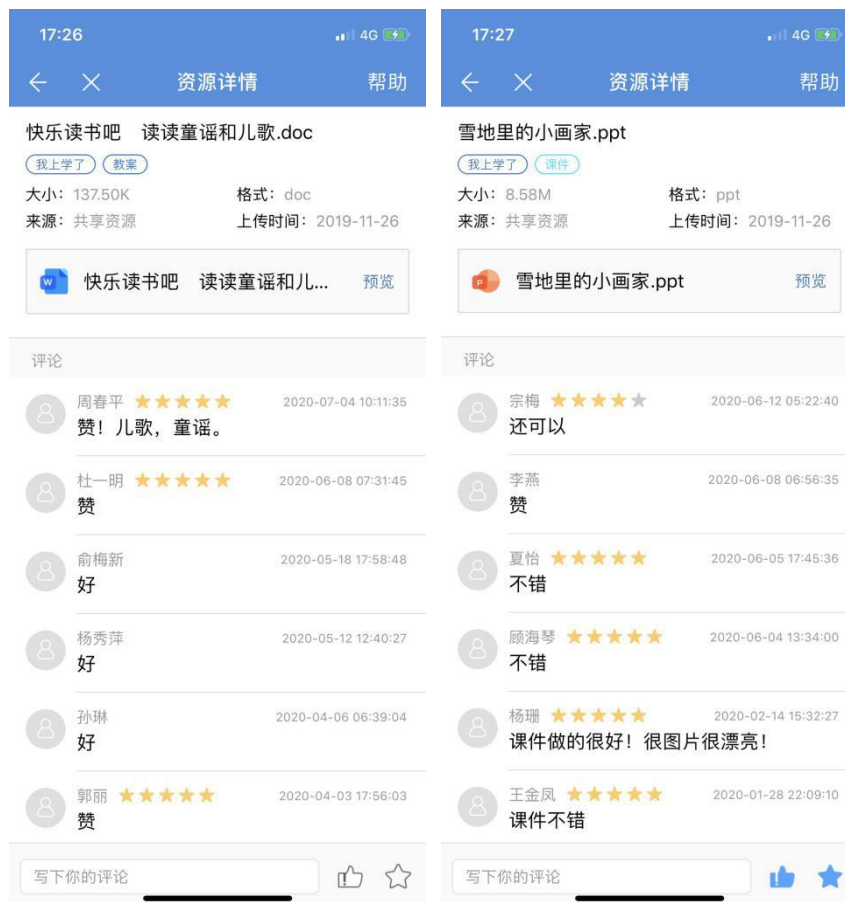 17:26
4G
资源详情
帮助
快乐读书吧 读读童谣和儿歌.doc
我上学了 教案
大小：137.50K 格式：doc
来源：共享资源 上传时间：2019-11-26
W 快乐读书吧 读读童谣和儿... 预览
评论
周春平 2020-07-04 10:11:35
赞！儿歌，童谣。
杜一明 2020-06-08 07:31:45
赞
俞梅新 2020-05-18 17:58:48
好
杨秀萍 2020-05-12 12:40:27
好
孙琳 2020-04-06 06:39:04
好
郭丽 2020-04-03 17:56:03
赞
写下你的评论
17:27
4G
资源详情
帮助
雪地里的小画家.ppt
我上学了 课件
大小：8.58M 格式：ppt
来源：共享资源 上传时间：2019-11-26
P 雪地里的小画家.ppt 预览
评论
宗梅 2020-06-12 05:22:40
还可以
李燕 2020-06-08 06:56:35
赞
夏怡 2020-06-05 17:45:36
不错
顾海琴 2020-06-04 13:34:00
不错
杨珊 2020-02-14 15:32:27
课件做的很好！很图片很漂亮！
王金凤 2020-01-28 22:09:10
课件不错
写下你的评论